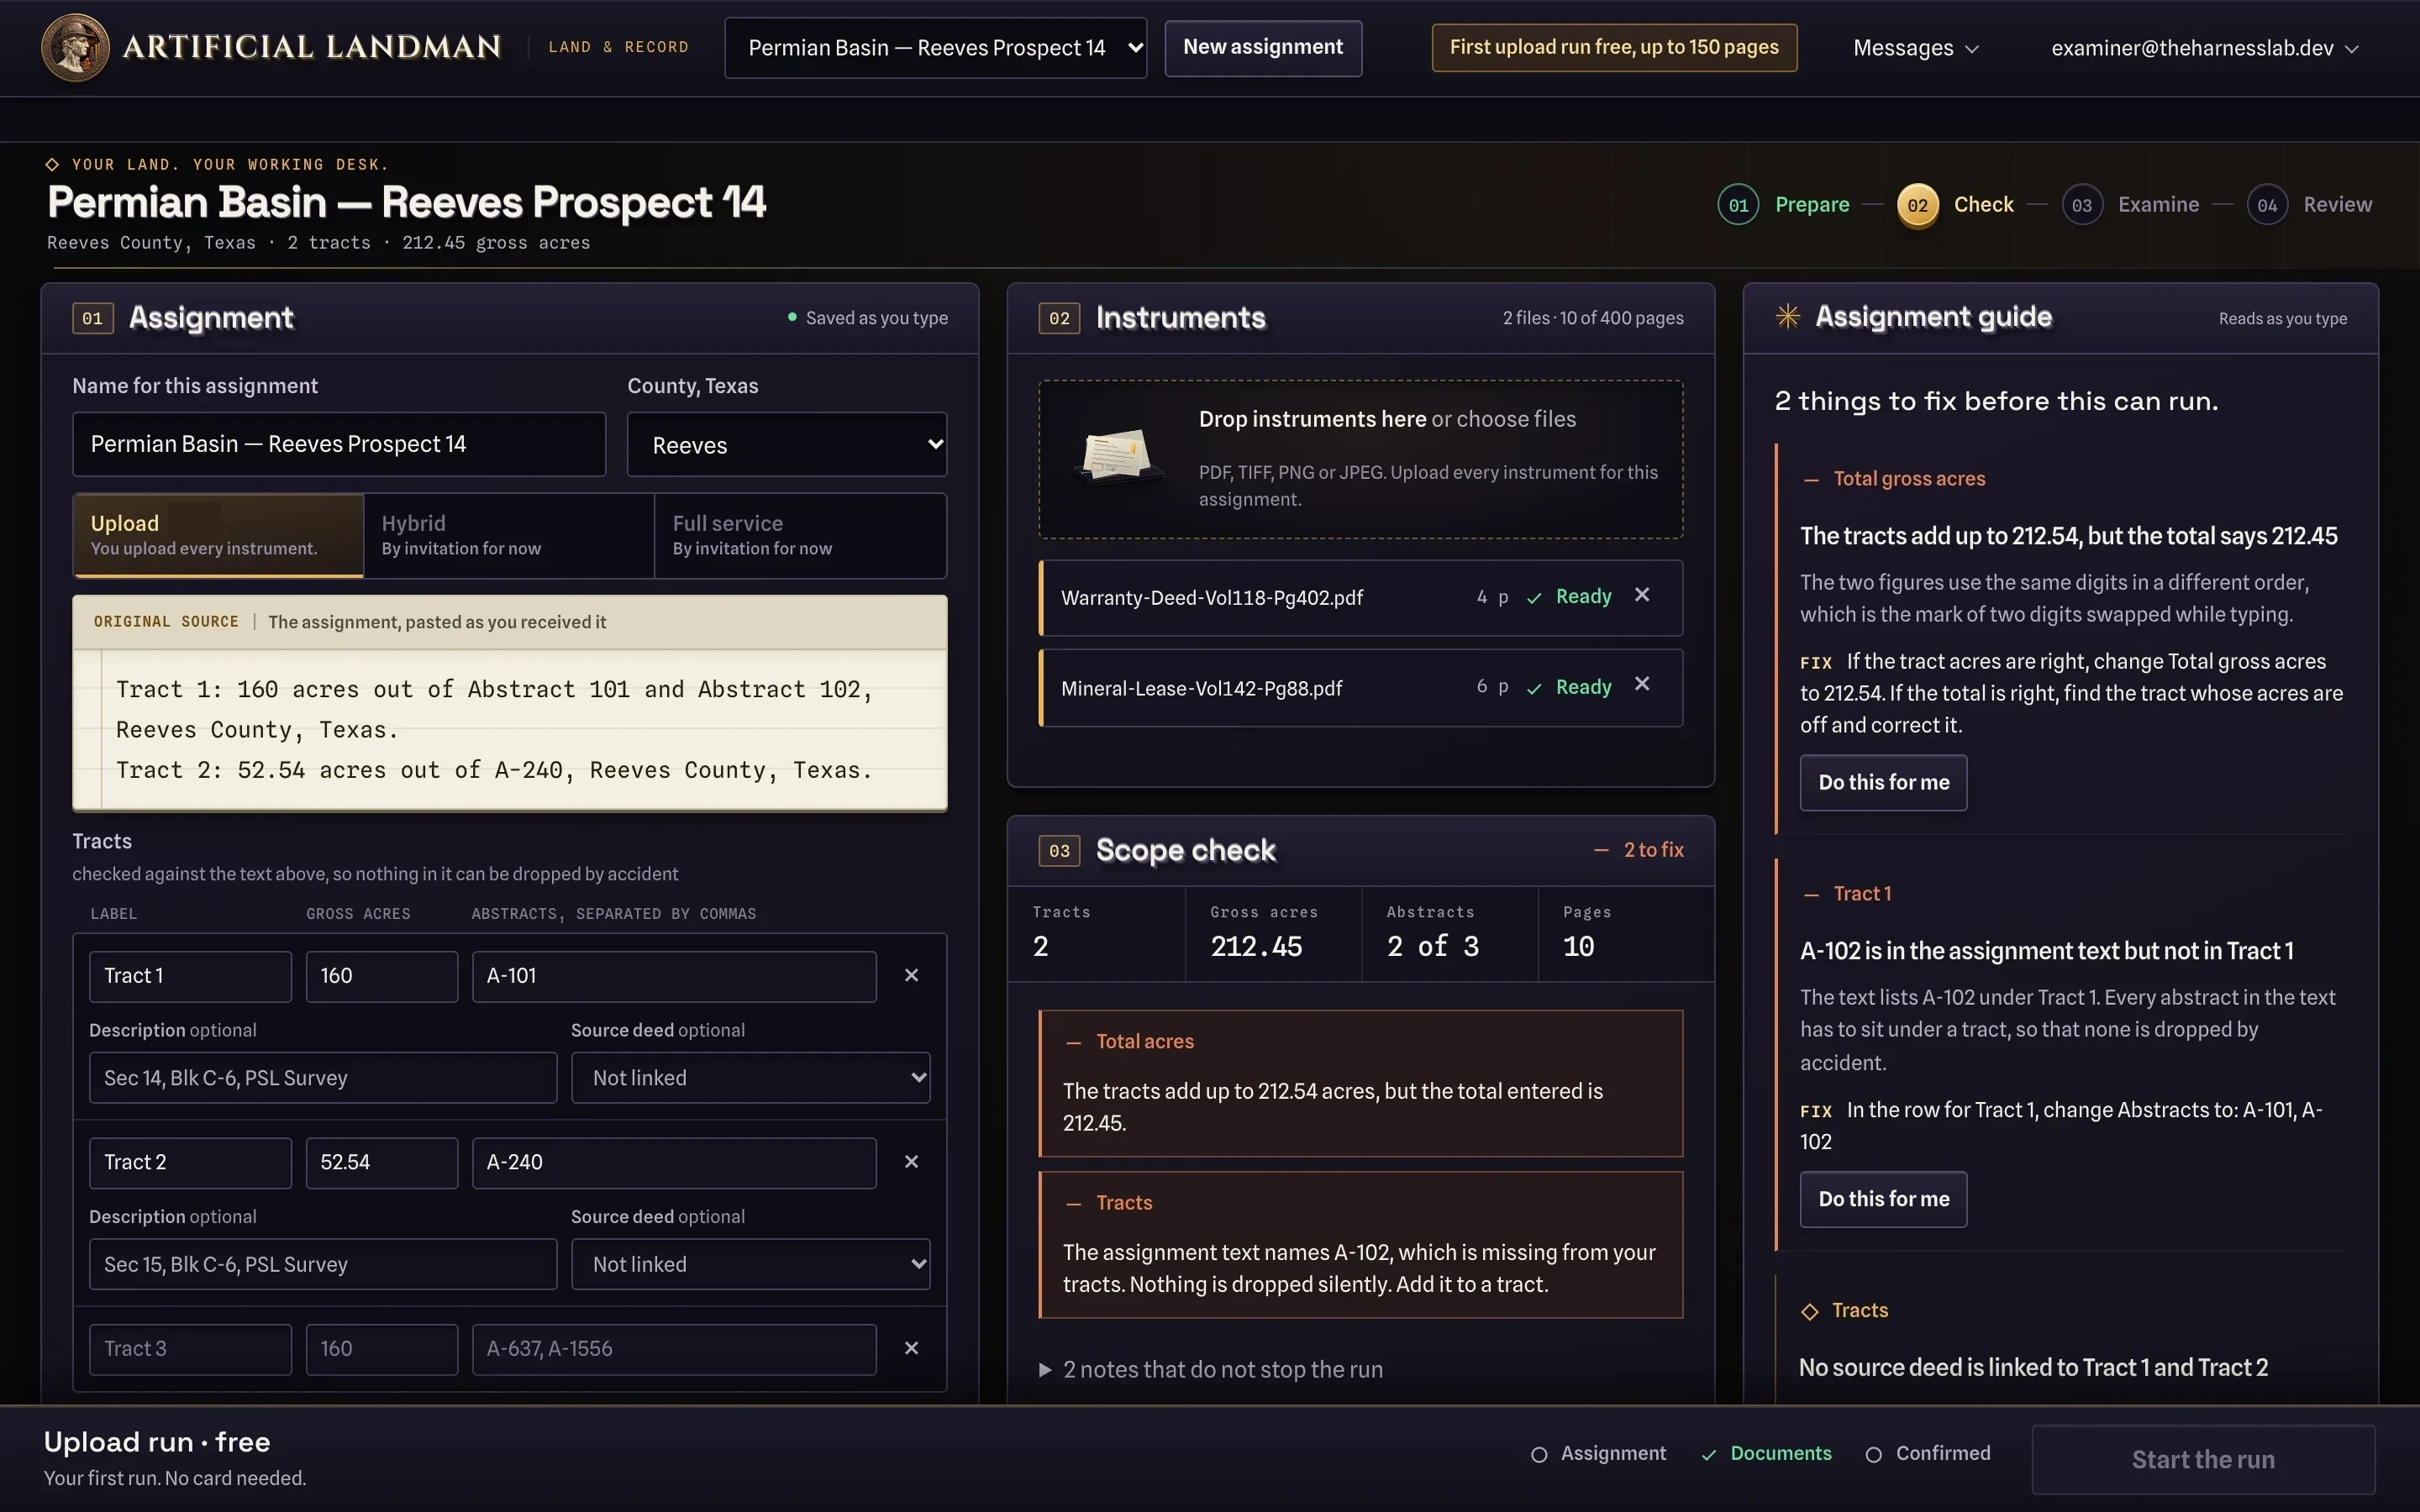 ARTIFICIAL LANDMAN
LAND & RECORD
Permian Basin — Reeves Prospect 14
New assignment
First upload run free, up to 150 pages
Messages
examiner@theharnesslab.dev
YOUR LAND. YOUR WORKING DESK.
Permian Basin — Reeves Prospect 14
Reeves County, Texas · 2 tracts · 212.45 gross acres
01 Prepare
02 Check
03 Examine
04 Review
01 Assignment
Saved as you type
Name for this assignment
Permian Basin — Reeves Prospect 14
County, Texas
Reeves
Upload
You upload every instrument.
Hybrid
By invitation for now
Full service
By invitation for now
ORIGINAL SOURCE | The assignment, pasted as you received it
Tract 1: 160 acres out of Abstract 101 and Abstract 102,
Reeves County, Texas.
Tract 2: 52.54 acres out of A-240, Reeves County, Texas.
Tracts
checked against the text above, so nothing in it can be dropped by accident
LABEL
GROSS ACRES
ABSTRACTS, SEPARATED BY COMMAS
Tract 1
160
A-101
×
Description optional
Source deed optional
Sec 14, Blk C-6, PSL Survey
Not linked
Tract 2
52.54
A-240
×
Description optional
Source deed optional
Sec 15, Blk C-6, PSL Survey
Not linked
Tract 3
160
A-637, A-1556
×
02 Instruments
2 files · 10 of 400 pages
Drop instruments here or choose files
PDF, TIFF, PNG or JPEG. Upload every instrument for this
assignment.
Warranty-Deed-Vol118-Pg402.pdf
4 p ✓ Ready ×
Mineral-Lease-Vol142-Pg88.pdf
6 p ✓ Ready ×
03 Scope check
— 2 to fix
Tracts
2
Gross acres
212.45
Abstracts
2 of 3
Pages
10
— Total acres
The tracts add up to 212.54 acres, but the total entered is
212.45.
— Tracts
The assignment text names A-102, which is missing from your
tracts. Nothing is dropped silently. Add it to a tract.
2 notes that do not stop the run
Assignment guide
Reads as you type
2 things to fix before this can run.
— Total gross acres
The tracts add up to 212.54, but the total says 212.45
The two figures use the same digits in a different order,
which is the mark of two digits swapped while typing.
FIX If the tract acres are right, change Total gross acres
to 212.54. If the total is right, find the tract whose acres are
off and correct it.
Do this for me
— Tract 1
A-102 is in the assignment text but not in Tract 1
The text lists A-102 under Tract 1. Every abstract in the text
has to sit under a tract, so that none is dropped by
accident.
FIX In the row for Tract 1, change Abstracts to: A-101, A-
102
Do this for me
Tracts
No source deed is linked to Tract 1 and Tract 2
Upload run · free
Your first run. No card needed.
Assignment
✓ Documents
Confirmed
Start the run